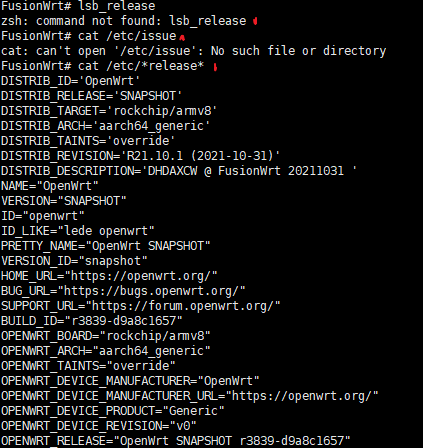 FusionWrt# lsb_release
zsh: command not found: lsb_release
FusionWrt# cat /etc/issue
cat: can't open '/etc/issue': No such file or directory
FusionWrt# cat /etc/*release*
DISTRIB_ID='OpenWrt'
DISTRIB_RELEASE='SNAPSHOT'
DISTRIB_TARGET='rockchip/armv8'
DISTRIB_ARCH='aarch64_generic'
DISTRIB_TAINTS='override'
DISTRIB_REVISION='R21.10.1 (2021-10-31)'
DISTRIB_DESCRIPTION='DHDAXCW @ FusionWrt 20211031 '
NAME="OpenWrt"
VERSION="SNAPSHOT"
ID="openwrt"
ID_LIKE="lede openwrt"
PRETTY_NAME="OpenWrt SNAPSHOT"
VERSION_ID="snapshot"
HOME_URL="https://openwrt.org/"
BUG_URL="https://bugs.openwrt.org/"
SUPPORT_URL="https://forum.openwrt.org/"
BUILD_ID="r3839-d9a8c1657"
OPENWRT_BOARD="rockchip/armv8"
OPENWRT_ARCH="aarch64_generic"
OPENWRT_TAINTS="override"
OPENWRT_DEVICE_MANUFACTURER="OpenWrt"
OPENWRT_DEVICE_MANUFACTURER_URL="https://openwrt.org/"
OPENWRT_DEVICE_PRODUCT="Generic"
OPENWRT_DEVICE_REVISION="v0"
OPENWRT_RELEASE="OpenWrt SNAPSHOT r3839-d9a8c1657"